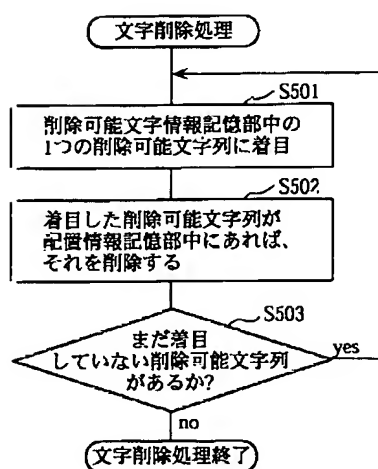 文字削除処理
S501
削除可能文字情報記憶部中の
1つの削除可能文字列に着目
S502
着目した削除可能文字列が
配置情報記憶部中にあれば、
それを削除する
S503
まだ着目
していない削除可能文字列
があるか?
yes
no
文字削除処理終了